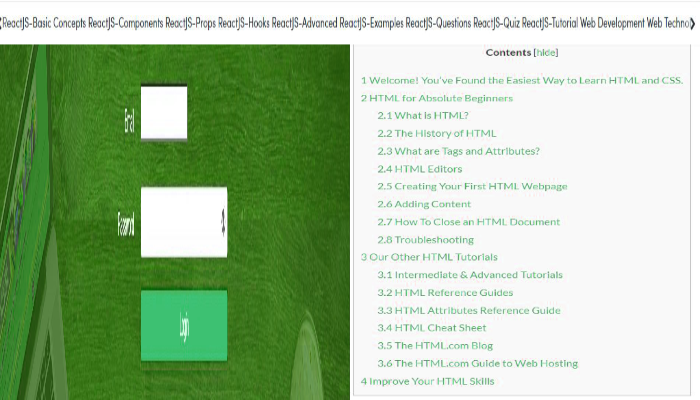 ReactJS-Basic Concepts ReactJS-Components ReactJS-Props ReactJS-Hooks ReactJS-Advanced ReactJS-Examples ReactJS-Questions ReactJS-Quiz ReactJS-Tutorial Web Development Web Techno
Email
Password
Login
Contents [hide]
1 Welcome! You've Found the Easiest Way to Learn HTML and CSS.
2 HTML for Absolute Beginners
2.1 What is HTML?
2.2 The History of HTML
2.3 What are Tags and Attributes?
2.4 HTML Editors
2.5 Creating Your First HTML Webpage
2.6 Adding Content
2.7 How To Close an HTML Document
2.8 Troubleshooting
3 Our Other HTML Tutorials
3.1 Intermediate & Advanced Tutorials
3.2 HTML Reference Guides
3.3 HTML Attributes Reference Guide
3.4 HTML Cheat Sheet
3.5 The HTML.com Blog
3.6 The HTML.com Guide to Web Hosting
4 Improve Your HTML Skills